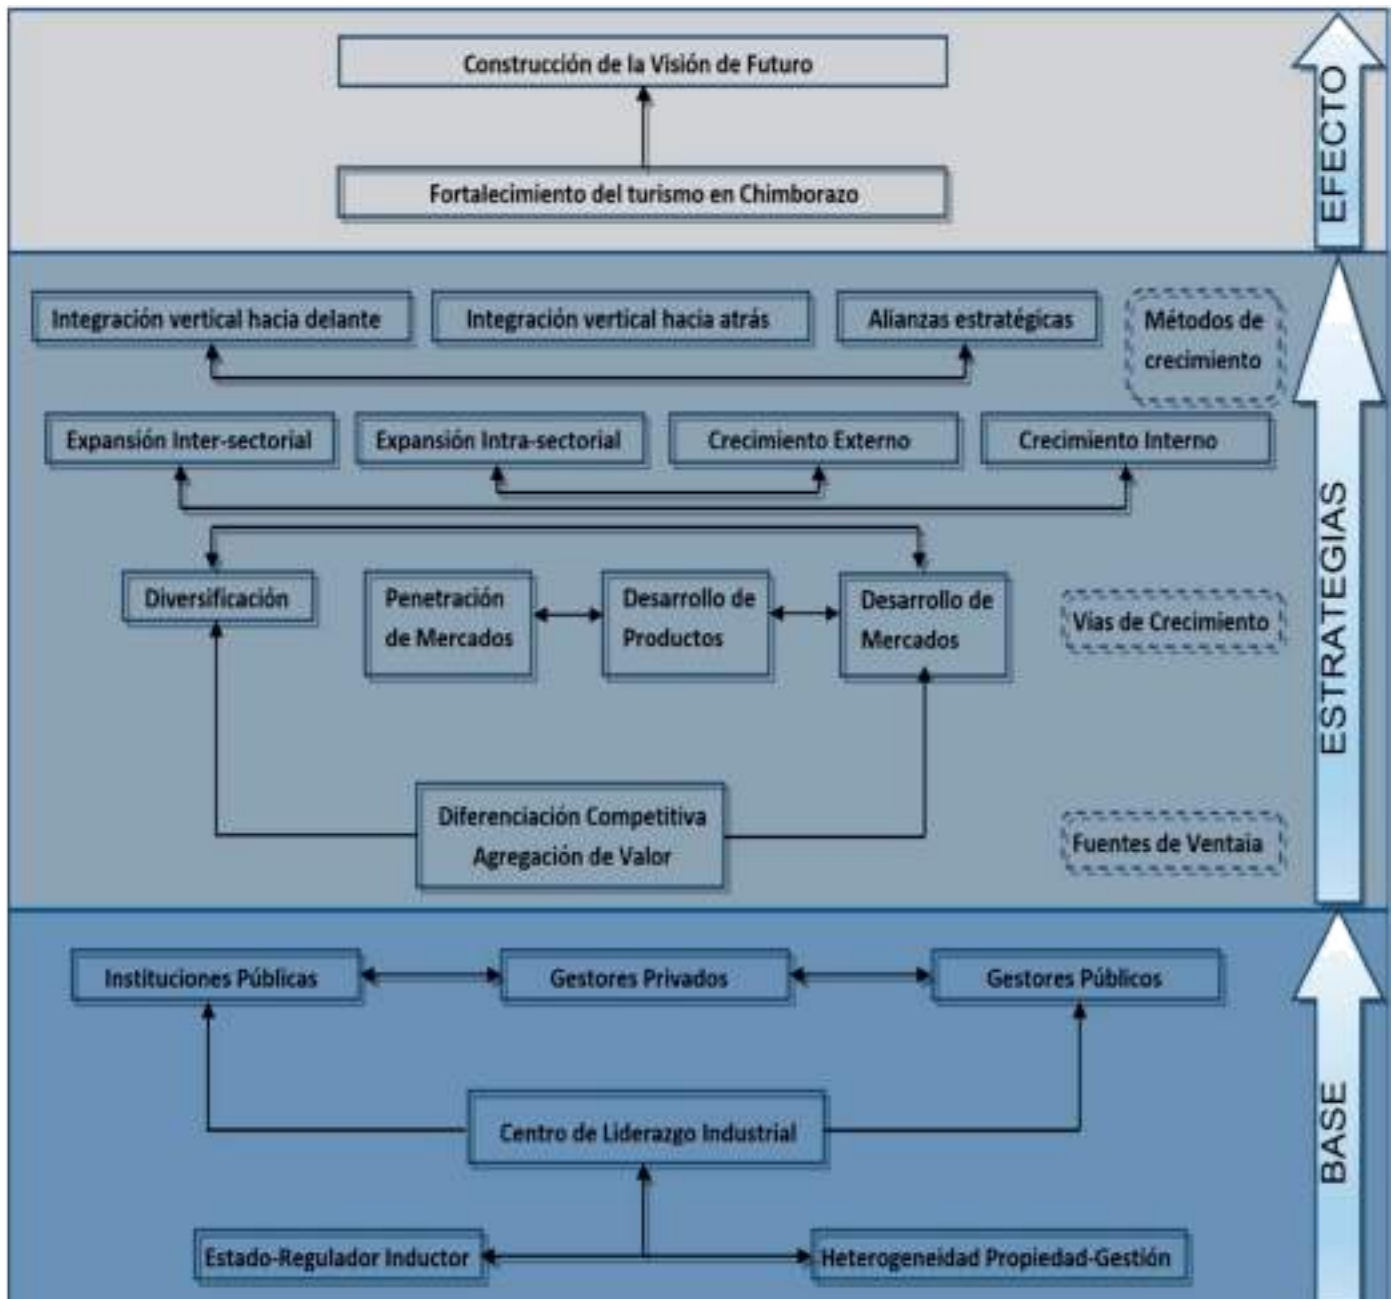 Construcción de la Visión de Futuro
Fortalecimiento del turismo en Chimborazo
EFECTO
Integración vertical hacia delante
Integración vertical hacia atrás
Alianzas estratégicas
Métodos de
crecimiento
Expansión Inter-sectorial
Expansión Intra-sectorial
Crecimiento Externo
Crecimiento Interno
Diversificación
Penetración
de Mercados
Desarrollo de
Productos
Desarrollo de
Mercados
Vías de Crecimiento
Diferenciación Competitiva
Agregación de Valor
Fuentes de Ventaia
ESTRATEGIAS
Instituciones Públicas
Gestores Privados
Gestores Públicos
Centro de Liderazgo Industrial
Estado-Regulador Inductor
Heterogeneidad Propiedad-Gestión
BASE